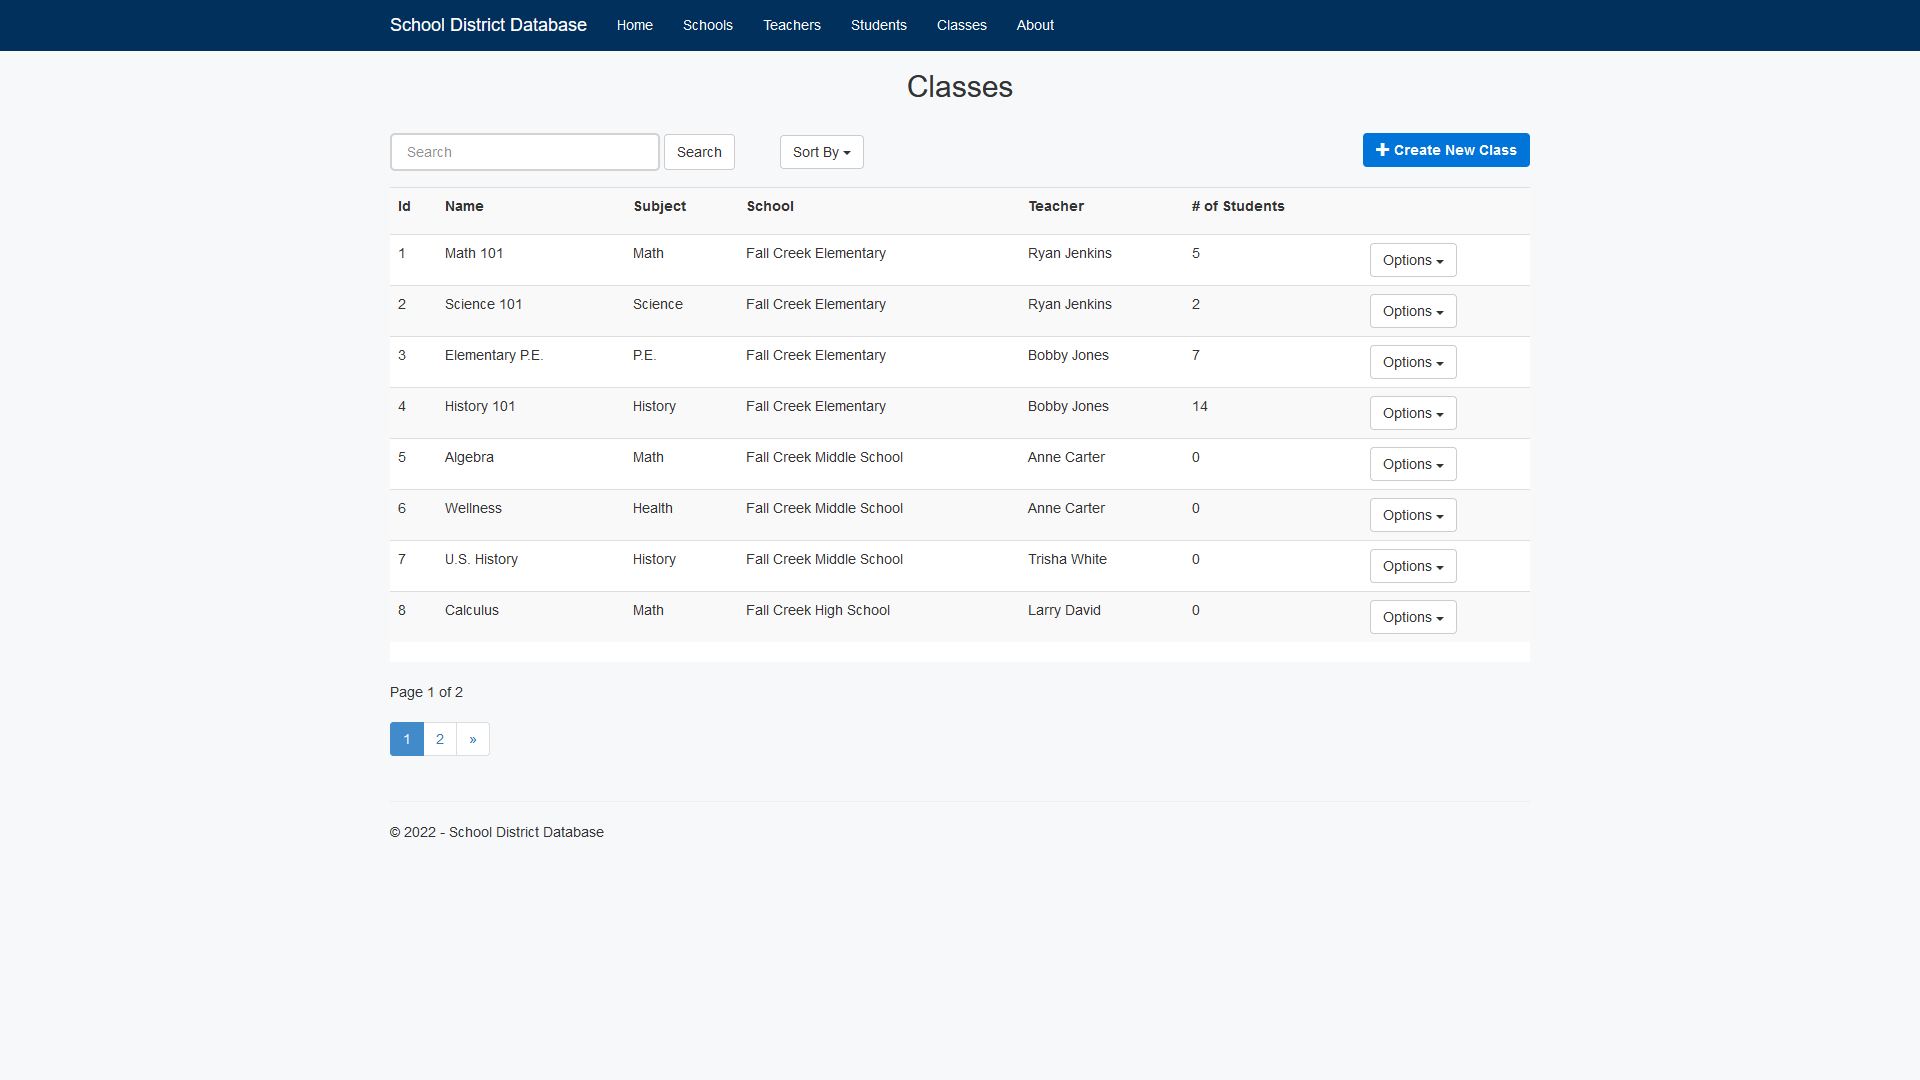 School District Database Home Schools Teachers Students Classes About
Classes
Search Search Sort By Create New Class
Id Name Subject School Teacher # of Students
1 Math 101 Math Fall Creek Elementary Ryan Jenkins 5 Options
2 Science 101 Science Fall Creek Elementary Ryan Jenkins 2 Options
3 Elementary P.E. P.E. Fall Creek Elementary Bobby Jones 7 Options
4 History 101 History Fall Creek Elementary Bobby Jones 14 Options
5 Algebra Math Fall Creek Middle School Anne Carter 0 Options
6 Wellness Health Fall Creek Middle School Anne Carter 0 Options
7 U.S. History History Fall Creek Middle School Trisha White 0 Options
8 Calculus Math Fall Creek High School Larry David 0 Options
Page 1 of 2
1 2 »
© 2022 - School District Database